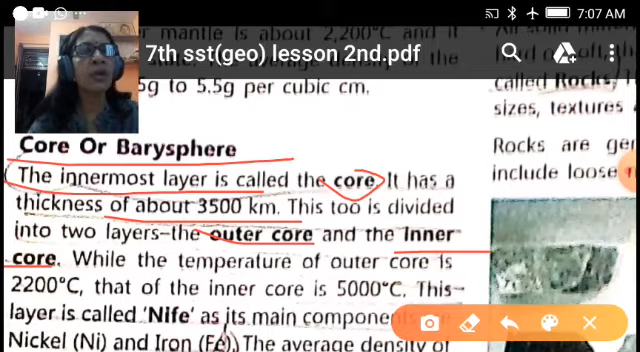 7:07 AM
r mantle is about 2,200°C and it
7th sst(geo) lesson 2nd.pdf
5g to 5.5g per cubic cm.
Core Or Barysphere
The innermost layer is called the core. It has a
thickness of about 3500 km. This too is divided
into two layers–the outer core and the Inner
core. While the temperature of outer core is
2200°C, that of the inner core is 5000°C. This
layer is called 'Nife' as its main components
Nickel (Ni) and Iron (Fe). The average density of
called Rocks.
sizes, textures
Rocks are ger
include loose